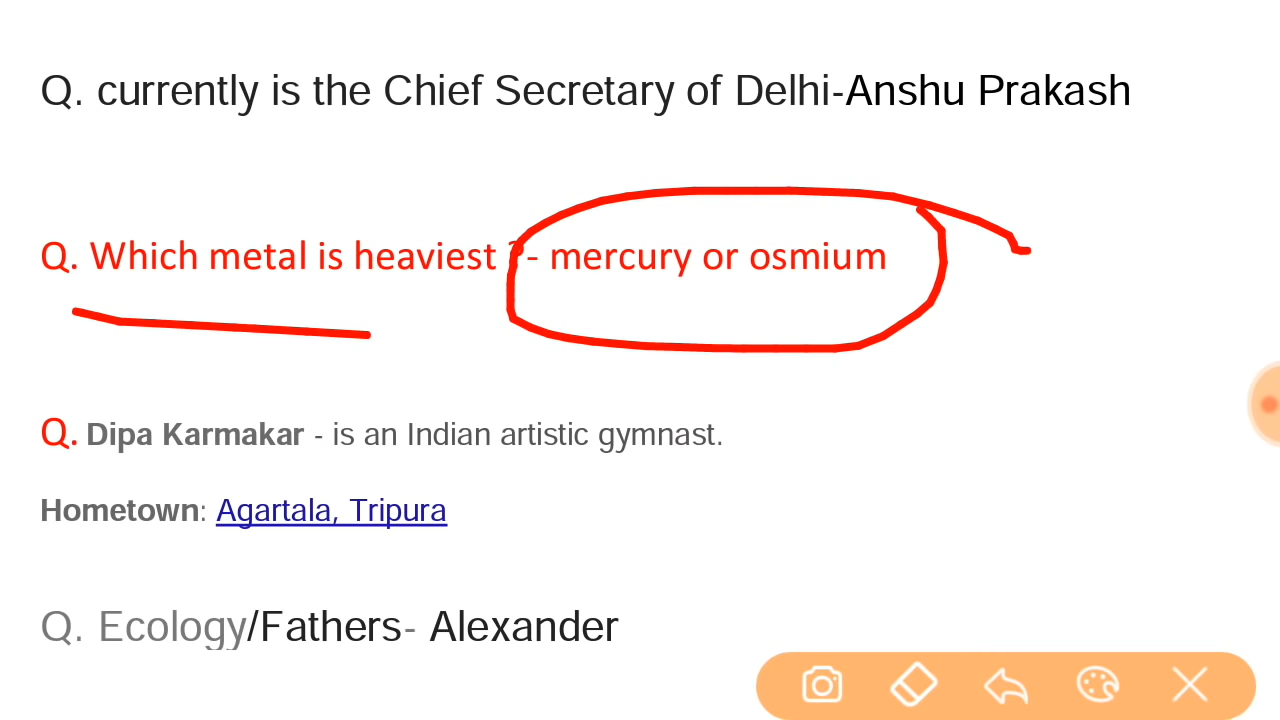 Q. currently is the Chief Secretary of Delhi-Anshu Prakash
Q. Which metal is heaviest ?- mercury or osmium
Q. Dipa Karmakar - is an Indian artistic gymnast.
Hometown: Agartala, Tripura
Q. Ecology/Fathers- Alexander